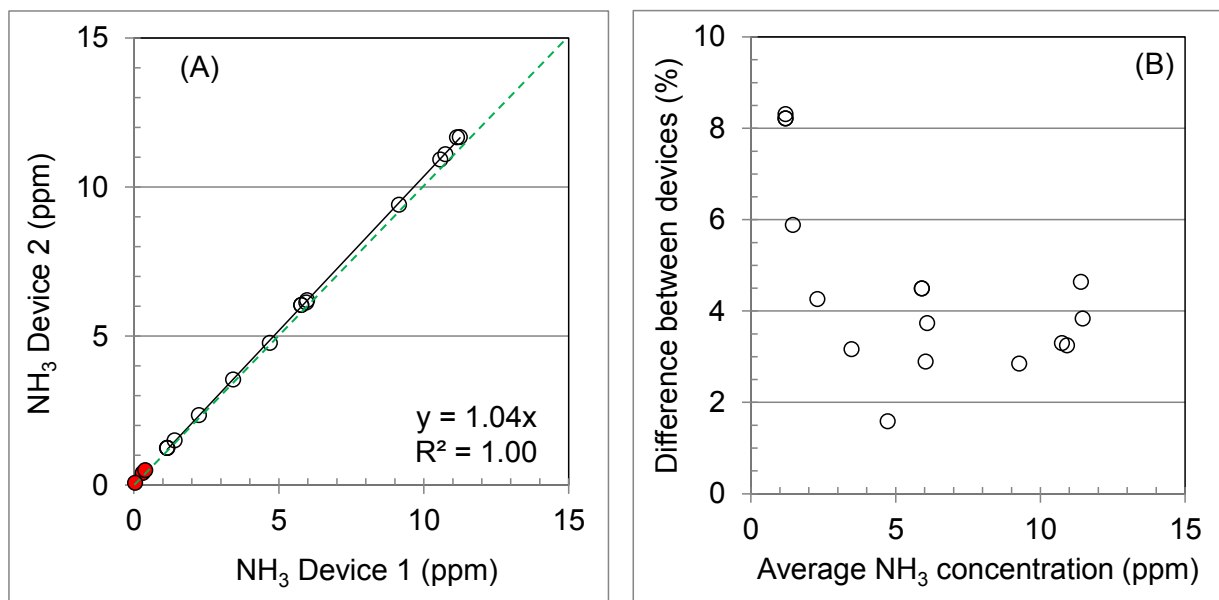 (A)
15
10
5
0
0 5 10 15
NH₃ Device 2 (ppm)
NH₃ Device 1 (ppm)
y = 1.04x
R² = 1.00
(B)
10
8
6
4
2
0
0 5 10 15
Difference between devices (%)
Average NH₃ concentration (ppm)